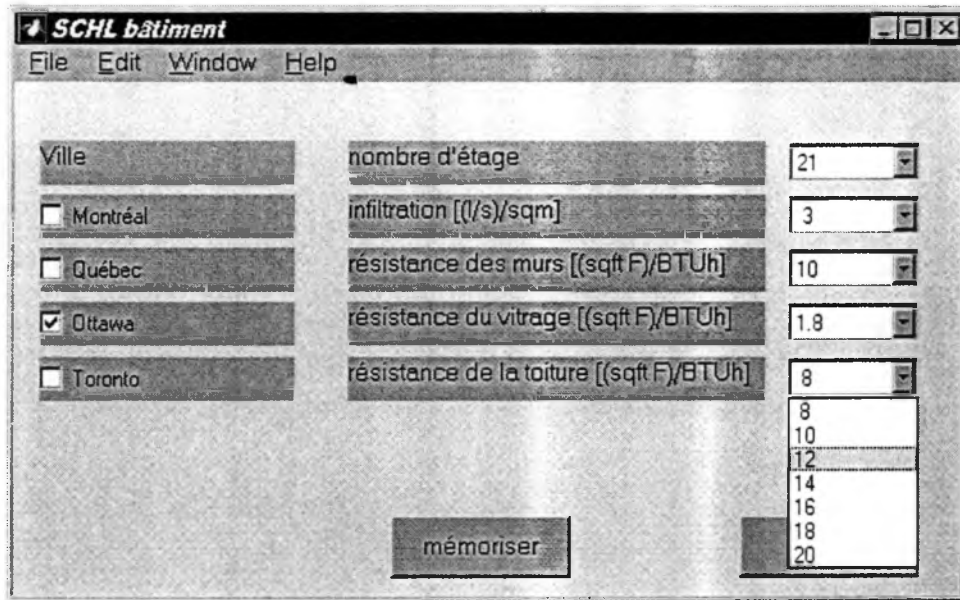 SCHL bâtiment
File Edit Window Help
Ville
nombre d'étage
21
Montréal
infiltration [(l/s)/sqm]
3
Québec
résistance des murs [(sqft F)/BTUh]
10
Ottawa
résistance du vitrage [(sqft F)/BTUh]
1.8
Toronto
résistance de la toiture [(sqft F)/BTUh]
8
8
10
12
14
16
18
20
mémoriser